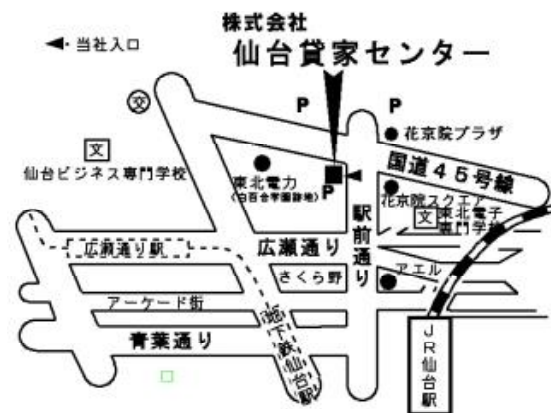 株式会社
仙台貸家センター
◀・当社入口
P
P
交
花京院プラザ
文
仙台ビジネス専門学校
国道45号線
東北電力
(白百合学園跡地)
P
花京院スクエア
文
東北電子
専門学校
駅前通り
広瀬通り
広瀬通り駅
さくら野
アエル
アーケード街
地下鉄仙台駅
青葉通り
JR仙台駅